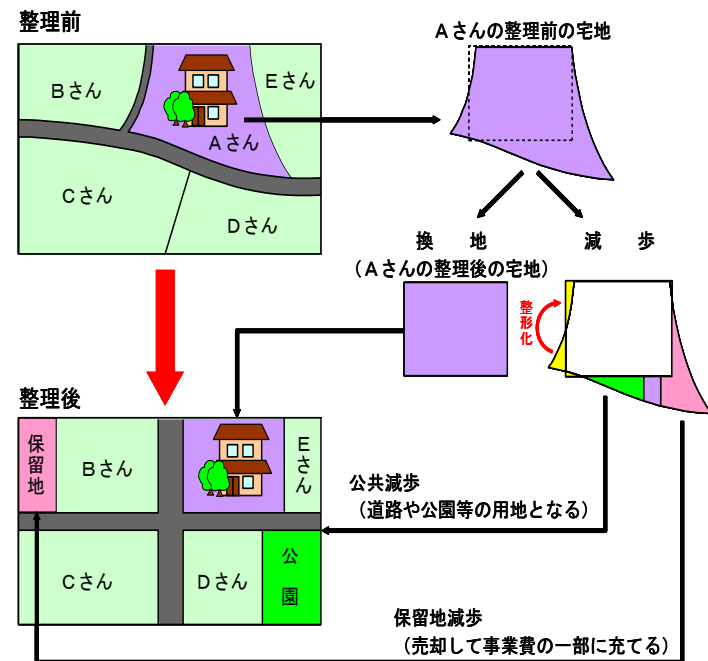 整理前
Aさんの整理前の宅地
Bさん
Eさん
Aさん
Cさん
Dさん
換　地
(Aさんの整理後の宅地)
減　歩
整形化
整理後
保留地
Bさん
Eさん
Cさん
Dさん
公園
公共減歩
(道路や公園等の用地となる)
保留地減歩
(売却して事業費の一部に充てる)